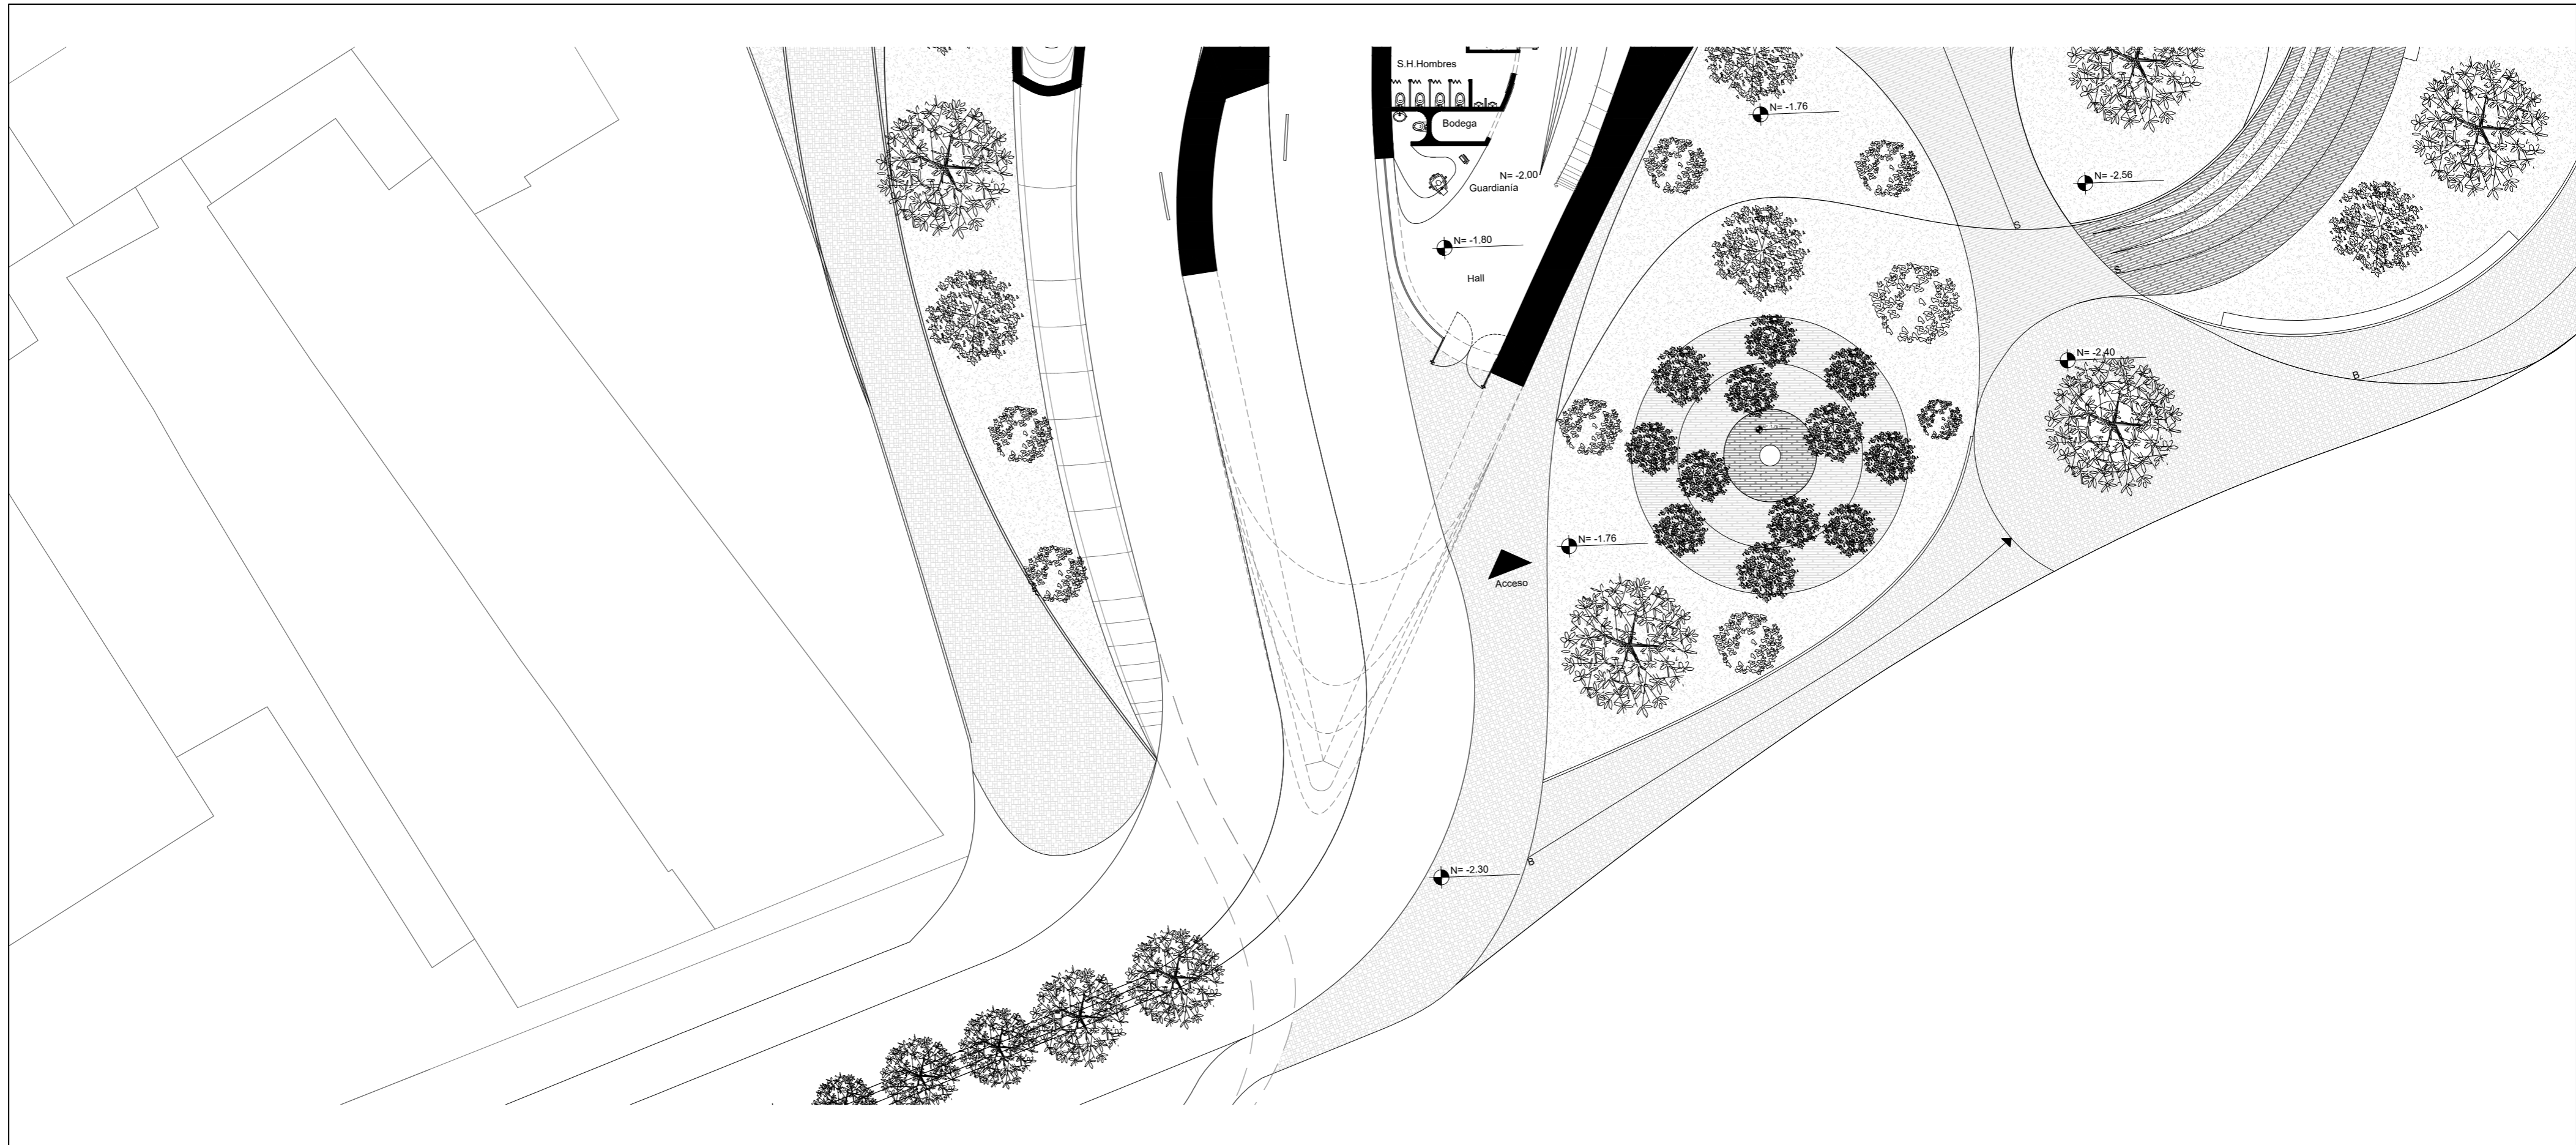 S.H.Hombres
N= -1.76
Bodega
N= -2.00
Guardianía
N= -2.56
S
N= -1.80
S
Hall
N= -2.40
B
N= -1.76
Acceso
B
N= -2.30